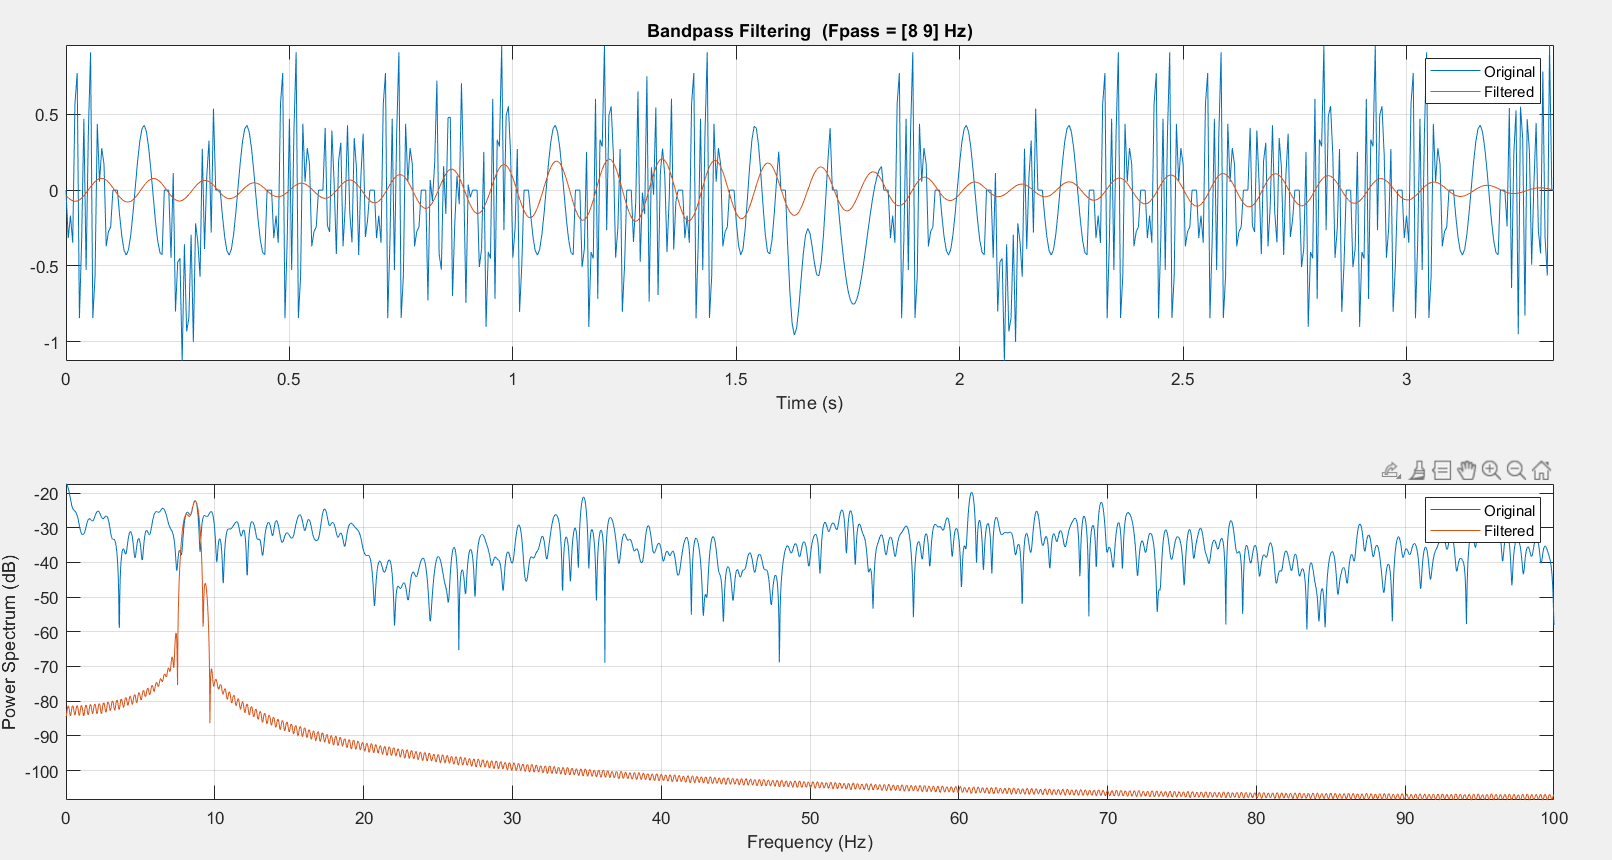 Bandpass Filtering  (Fpass = [8 9] Hz)
Original
Filtered
0.5
0
-0.5
-1
0 0.5 1 1.5 2 2.5 3
Time (s)
Original
Filtered
-20
-30
-40
-50
-60
-70
-80
-90
-100
Power Spectrum (dB)
0 10 20 30 40 50 60 70 80 90 100
Frequency (Hz)